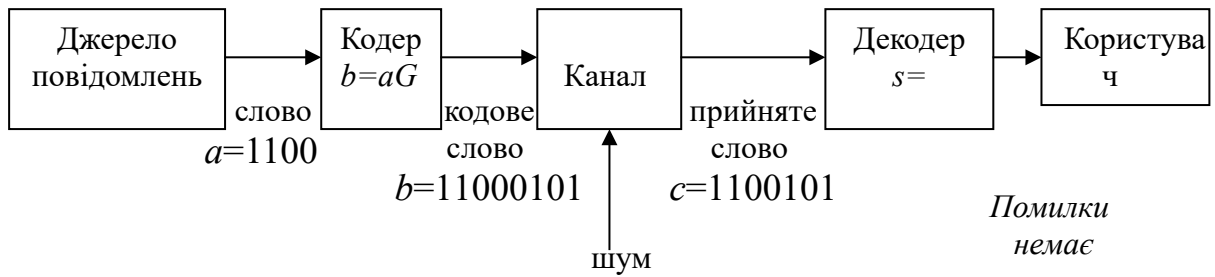 Джерело
повідомлень
Кодер
b=aG
Канал
Декодер
s=
Користува
ч
слово
a=1100
кодове
слово
b=11000101
прийняте
слово
c=1100101
шум
Помилки
немає